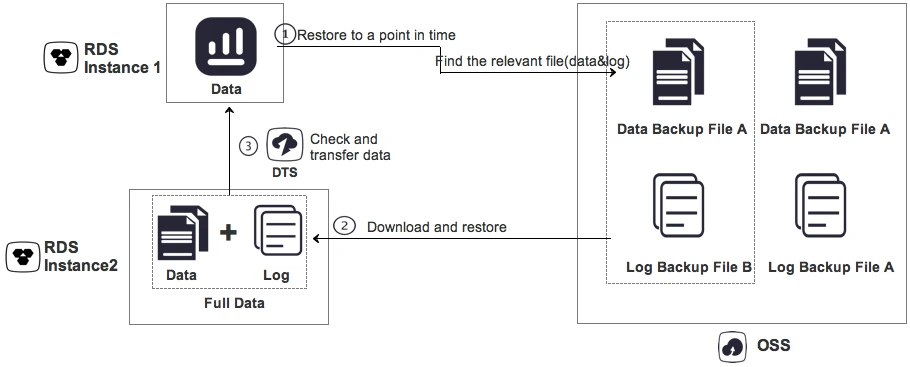 RDS
Instance 1
Data
1 Restore to a point in time
Find the relevant file(data&log)
Data Backup File A
Data Backup File A
3
DTS
Check and
transfer data
RDS
Instance2
Data
+
Log
Full Data
2 Download and restore
Log Backup File B
Log Backup File A
OSS